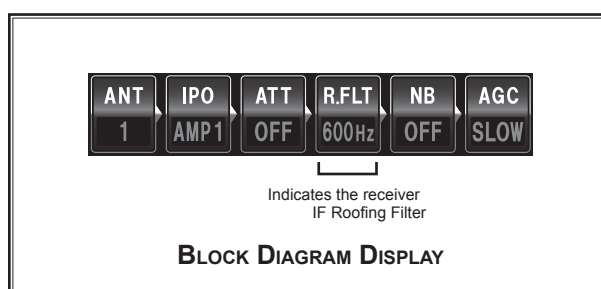 ANT IPO ATT R.FLT NB AGC
1 AMP1 OFF 600Hz OFF SLOW
Indicates the receiver
IF Roofing Filter
BLOCK DIAGRAM DISPLAY